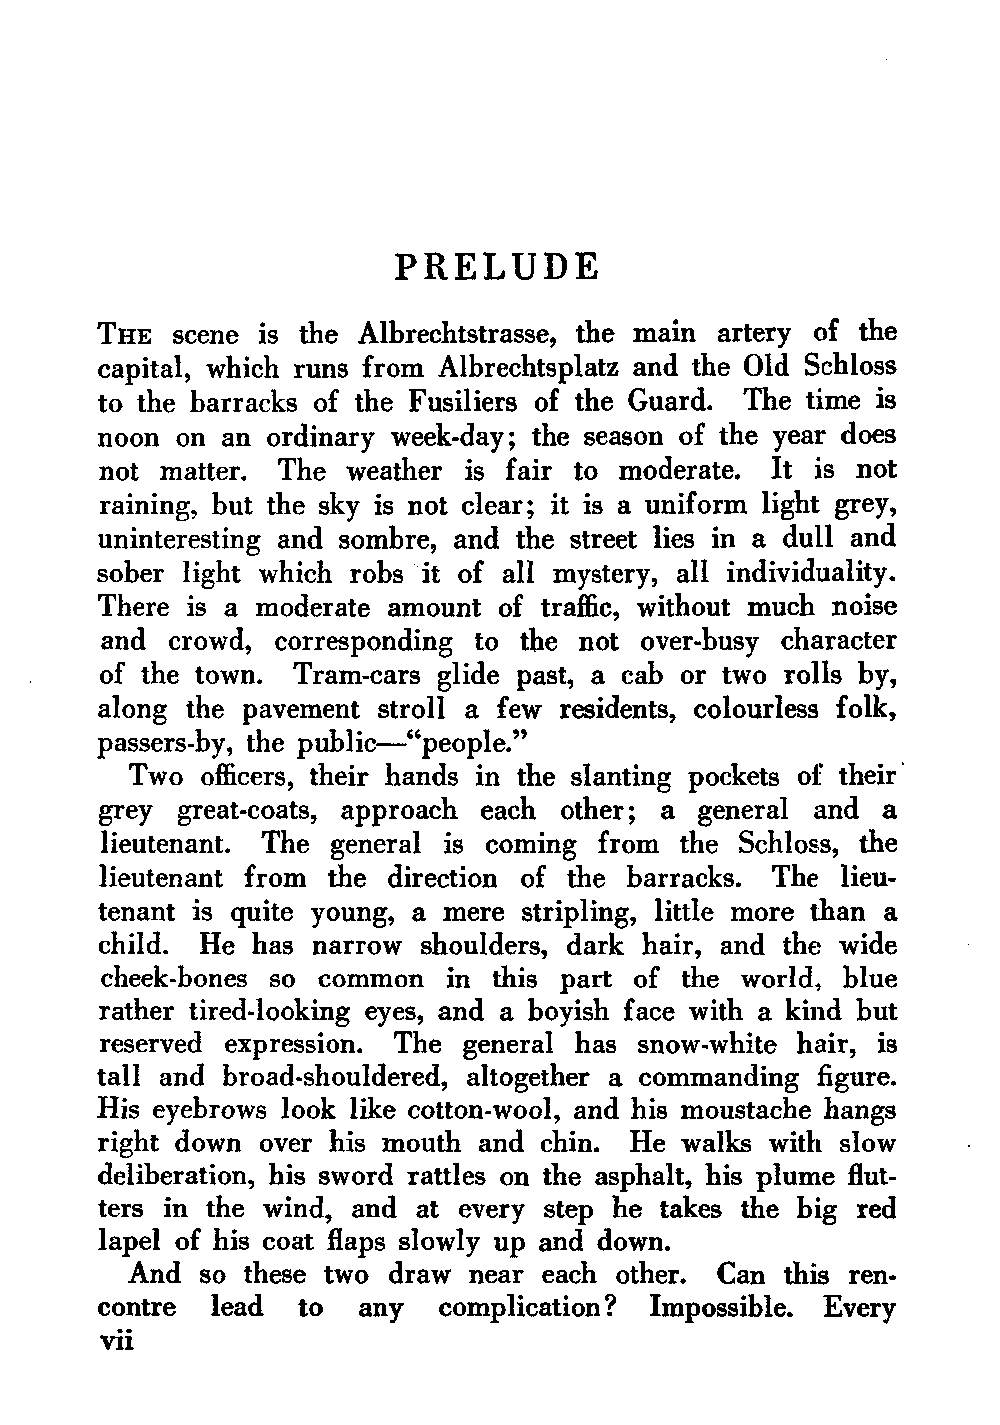 PRELUDE
THE scene is the Albrechtstrasse, the main artery of the
capital, which runs from Albrechtsplatz and the Old Schloss
to the barracks of the Fusiliers of the Guard. The time is
noon on an ordinary week-day; the season of the year does
not matter. The weather is fair to moderate. It is not
raining, but the sky is not clear; it is a uniform light grey,
uninteresting and sombre, and the street lies in a dull and
sober light which robs it of all mystery, all individuality.
There is a moderate amount of traffic, without much noise
and crowd, corresponding to the not over-busy character
of the town. Tram-cars glide past, a cab or two rolls by,
along the pavement stroll a few residents, colourless folk,
passers-by, the public—“people.”
Two officers, their hands in the slanting pockets of their
grey great-coats, approach each other; a general and a
lieutenant. The general is coming from the Schloss, the
lieutenant from the direction of the barracks. The lieu-
tenant is quite young, a mere stripling, little more than a
child. He has narrow shoulders, dark hair, and the wide
cheek-bones so common in this part of the world, blue
rather tired-looking eyes, and a boyish face with a kind but
reserved expression. The general has snow-white hair, is
tall and broad-shouldered, altogether a commanding figure.
His eyebrows look like cotton-wool, and his moustache hangs
right down over his mouth and chin. He walks with slow
deliberation, his sword rattles on the asphalt, his plume flut-
ters in the wind, and at every step he takes the big red
lapel of his coat flaps slowly up and down.
And so these two draw near each other. Can this ren-
contre lead to any complication? Impossible. Every
vii